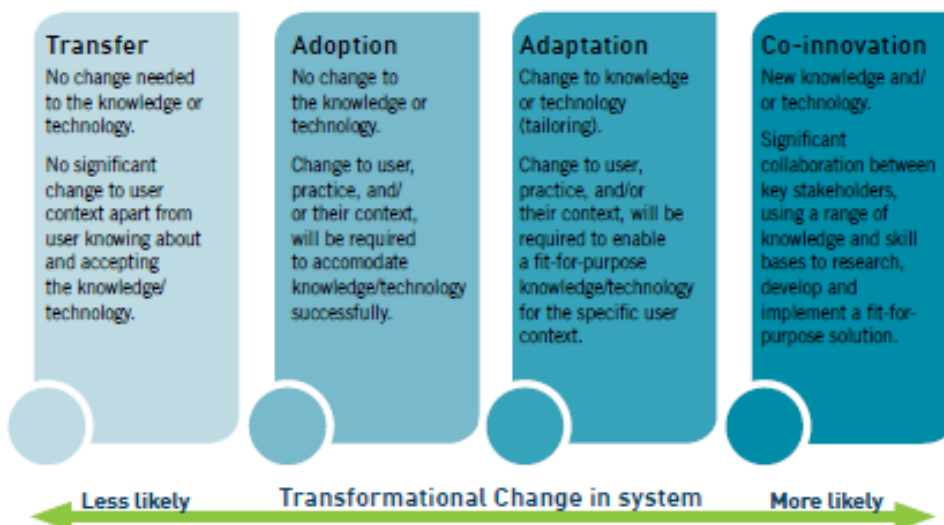 Transfer
No change needed
to the knowledge or
technology.
No significant
change to user
context apart from
user knowing about
and accepting
the knowledge/
technology.
Adoption
No change to
the knowledge or
technology.
Change to user,
practice, and/
or their context,
will be required
to accomodate
knowledge/technology
successfully.
Adaptation
Change to knowledge
or technology
(tailoring).
Change to user,
practice, and/or
their context, will be
required to enable
a fit-for-purpose
knowledge/technology
for the specific user
context.
Co-innovation
New knowledge and/
or technology.
Significant
collaboration between
key stakeholders,
using a range of
knowledge and skill
bases to research,
develop and
implement a fit-for-
purpose solution.
Less likely Transformational Change in system More likely